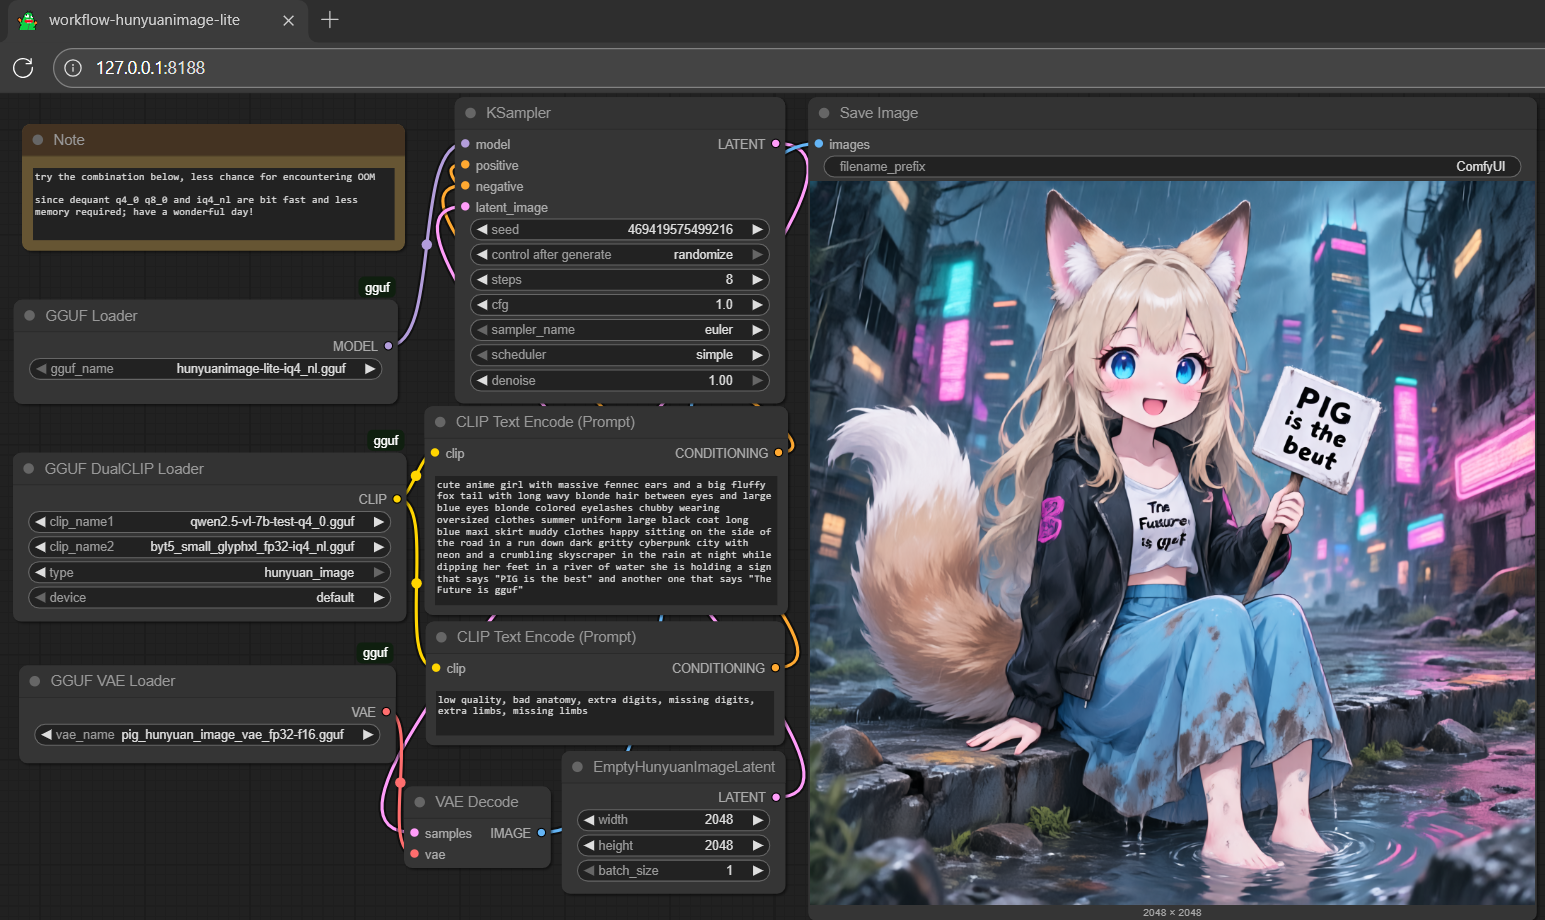 workflow-hunyuanimage-lite
127.0.0.1:8188
Note
try the combination below, less chance for encountering OOM
since dequant q4_0 q8_0 and iq4_nl are bit fast and less
memory required; have a wonderful day!
gguf
GGUF Loader
MODEL
gguf_name hunyuanimage-lite-iq4_nl.gguf
gguf
GGUF DualCLIP Loader
CLIP
clip_name1 qwen2.5-vl-7b-test-q4_0.gguf
clip_name2 byt5_small_glyphxl_fp32-iq4_nl.gguf
type hunyuan_image
device default
gguf
GGUF VAE Loader
VAE
vae_name pig_hunyuan_image_vae_fp32-f16.gguf
KSampler
model LATENT
positive
negative
latent_image
seed 469419575499216
control after generate randomize
steps 8
cfg 1.0
sampler_name euler
scheduler simple
denoise 1.00
CLIP Text Encode (Prompt)
clip CONDITIONING
cute anime girl with massive fennec ears and a big fluffy
fox tail with long wavy blonde hair between eyes and large
blue eyes blonde colored eyelashes chubby wearing
oversized clothes summer uniform large black coat long
blue maxi skirt muddy clothes happy sitting on the side of
the road in a run down dark gritty cyberpunk city with
neon and a crumbling skyscraper in the rain at night while
dipping her feet in a river of water she is holding a sign
that says "PIG is the best" and another one that says "The
Future is gguf"
CLIP Text Encode (Prompt)
clip CONDITIONING
low quality, bad anatomy, extra digits, missing digits,
extra limbs, missing limbs
VAE Decode
samples IMAGE
vae
EmptyHunyuanImageLatent
LATENT
width 2048
height 2048
batch_size 1
Save Image
images
filename_prefix ComfyUI
PIG
is the
beut
The
is
B
2048 × 2048